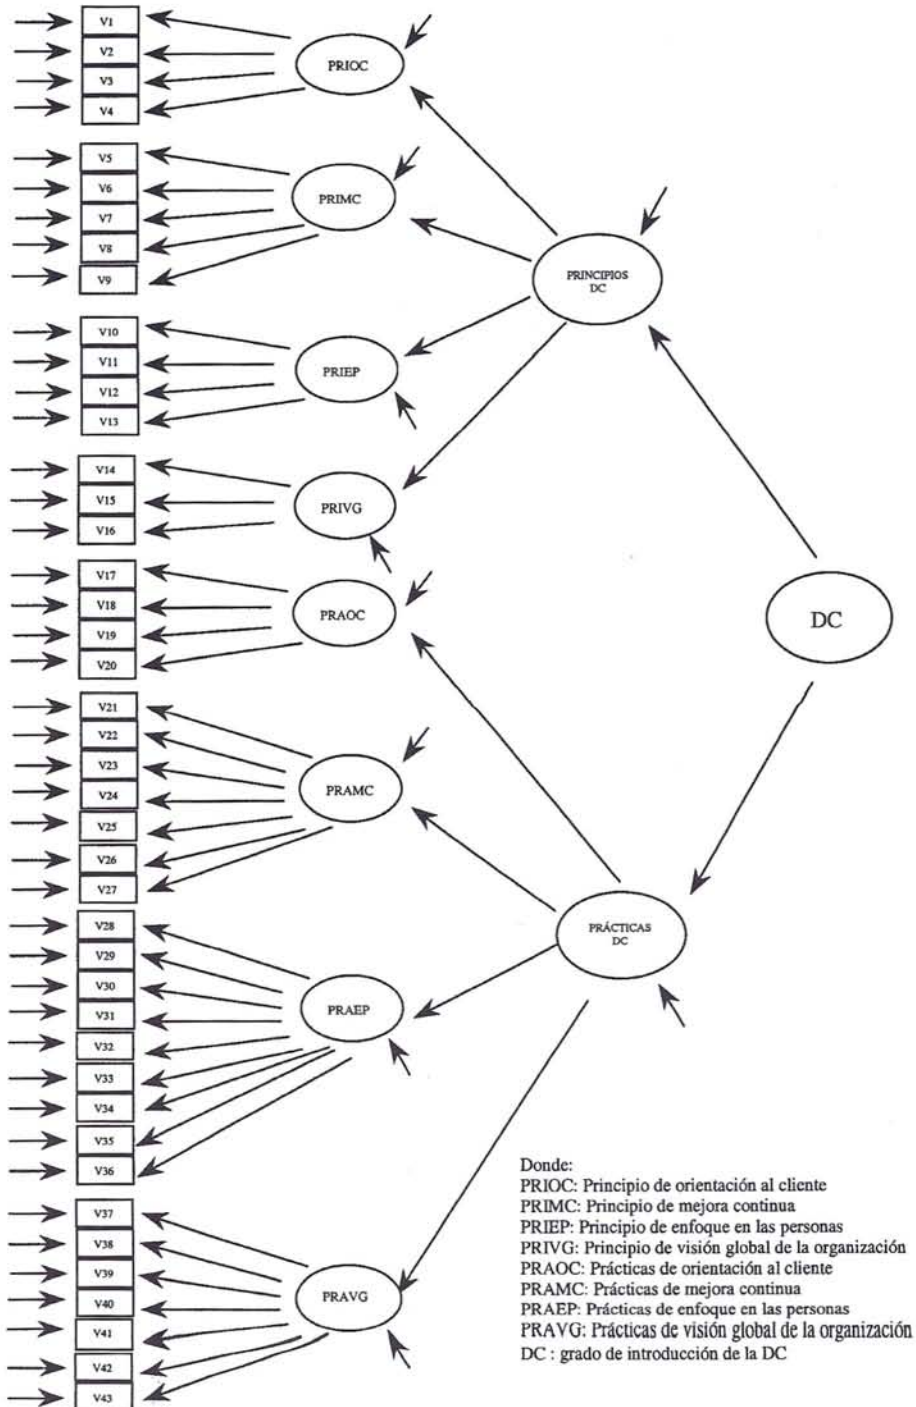 V1
V2
V3
V4
PRIOC
V5
V6
V7
V8
V9
PRIMC
PRINCIPIOS
DC
V10
V11
V12
V13
PRIEP
V14
V15
V16
PRIVG
V17
V18
V19
V20
PRAOC
DC
V21
V22
V23
V24
V25
V26
V27
PRAMC
PRÁCTICAS
DC
V28
V29
V30
V31
V32
V33
V34
V35
V36
PRAEP
V37
V38
V39
V40
V41
V42
V43
PRAVG
Donde:
PRIOC: Principio de orientación al cliente
PRIMC: Principio de mejora continua
PRIEP: Principio de enfoque en las personas
PRIVG: Principio de visión global de la organización
PRAOC: Prácticas de orientación al cliente
PRAMC: Prácticas de mejora continua
PRAEP: Prácticas de enfoque en las personas
PRAVG: Prácticas de visión global de la organización
DC : grado de introducción de la DC